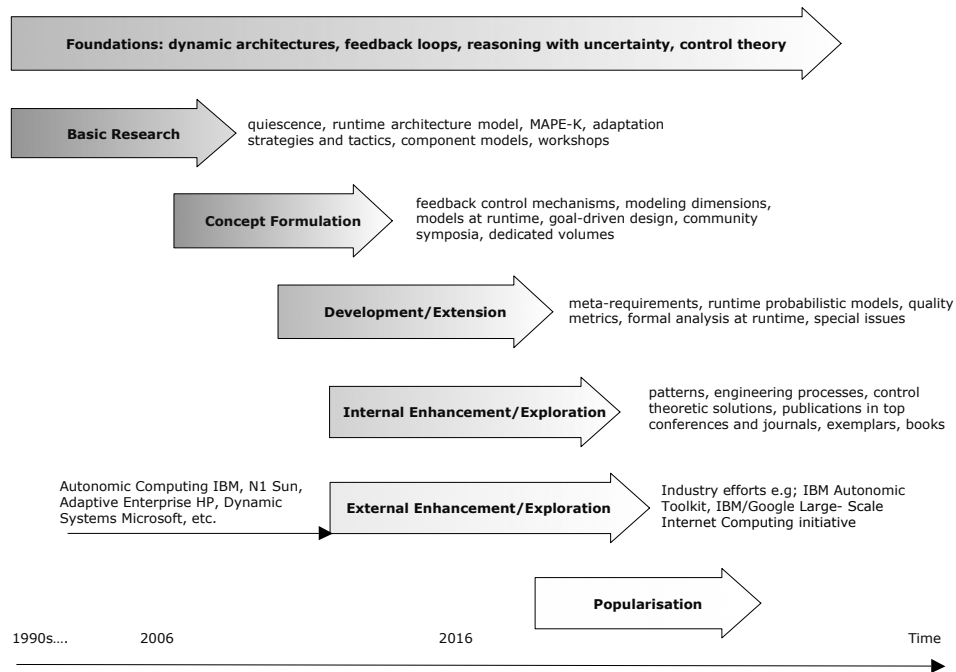 Foundations: dynamic architectures, feedback loops, reasoning with uncertainty, control theory
Basic Research
quiescence, runtime architecture model, MAPE-K, adaptation
strategies and tactics, component models, workshops
Concept Formulation
feedback control mechanisms, modeling dimensions,
models at runtime, goal-driven design, community
symposia, dedicated volumes
Development/Extension
meta-requirements, runtime probabilistic models, quality
metrics, formal analysis at runtime, special issues
Internal Enhancement/Exploration
patterns, engineering processes, control
theoretic solutions, publications in top
conferences and journals, exemplars, books
Autonomic Computing IBM, N1 Sun,
Adaptive Enterprise HP, Dynamic
Systems Microsoft, etc.
External Enhancement/Exploration
Industry efforts e.g; IBM Autonomic
Toolkit, IBM/Google Large- Scale
Internet Computing initiative
Popularisation
1990s.... 2006 2016 Time